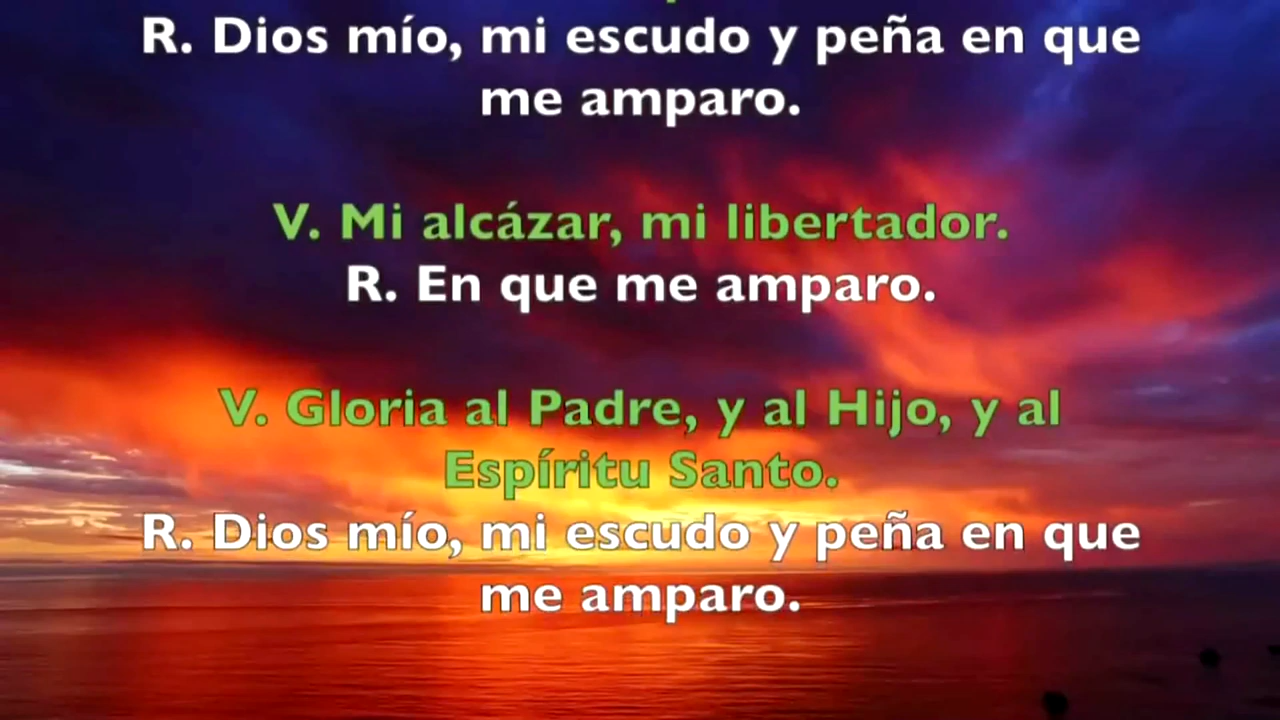 R. Dios mío, mi escudo y peña en que
me amparo.
V. Mi alcázar, mi libertador.
R. En que me amparo.
V. Gloria al Padre, y al Hijo, y al
Espíritu Santo.
R. Dios mío, mi escudo y peña en que
me amparo.